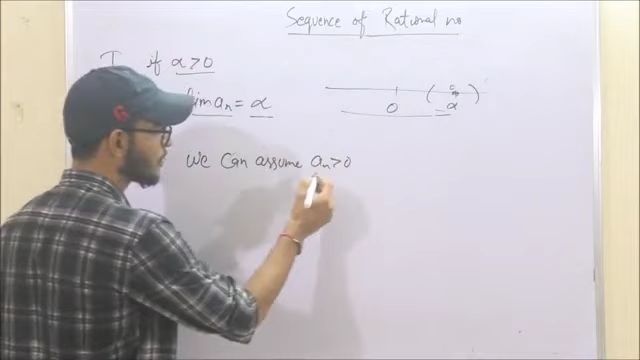 Sequence of Rational no
I if α > 0
lim aₙ = α
0 α
We can assume aₙ > 0